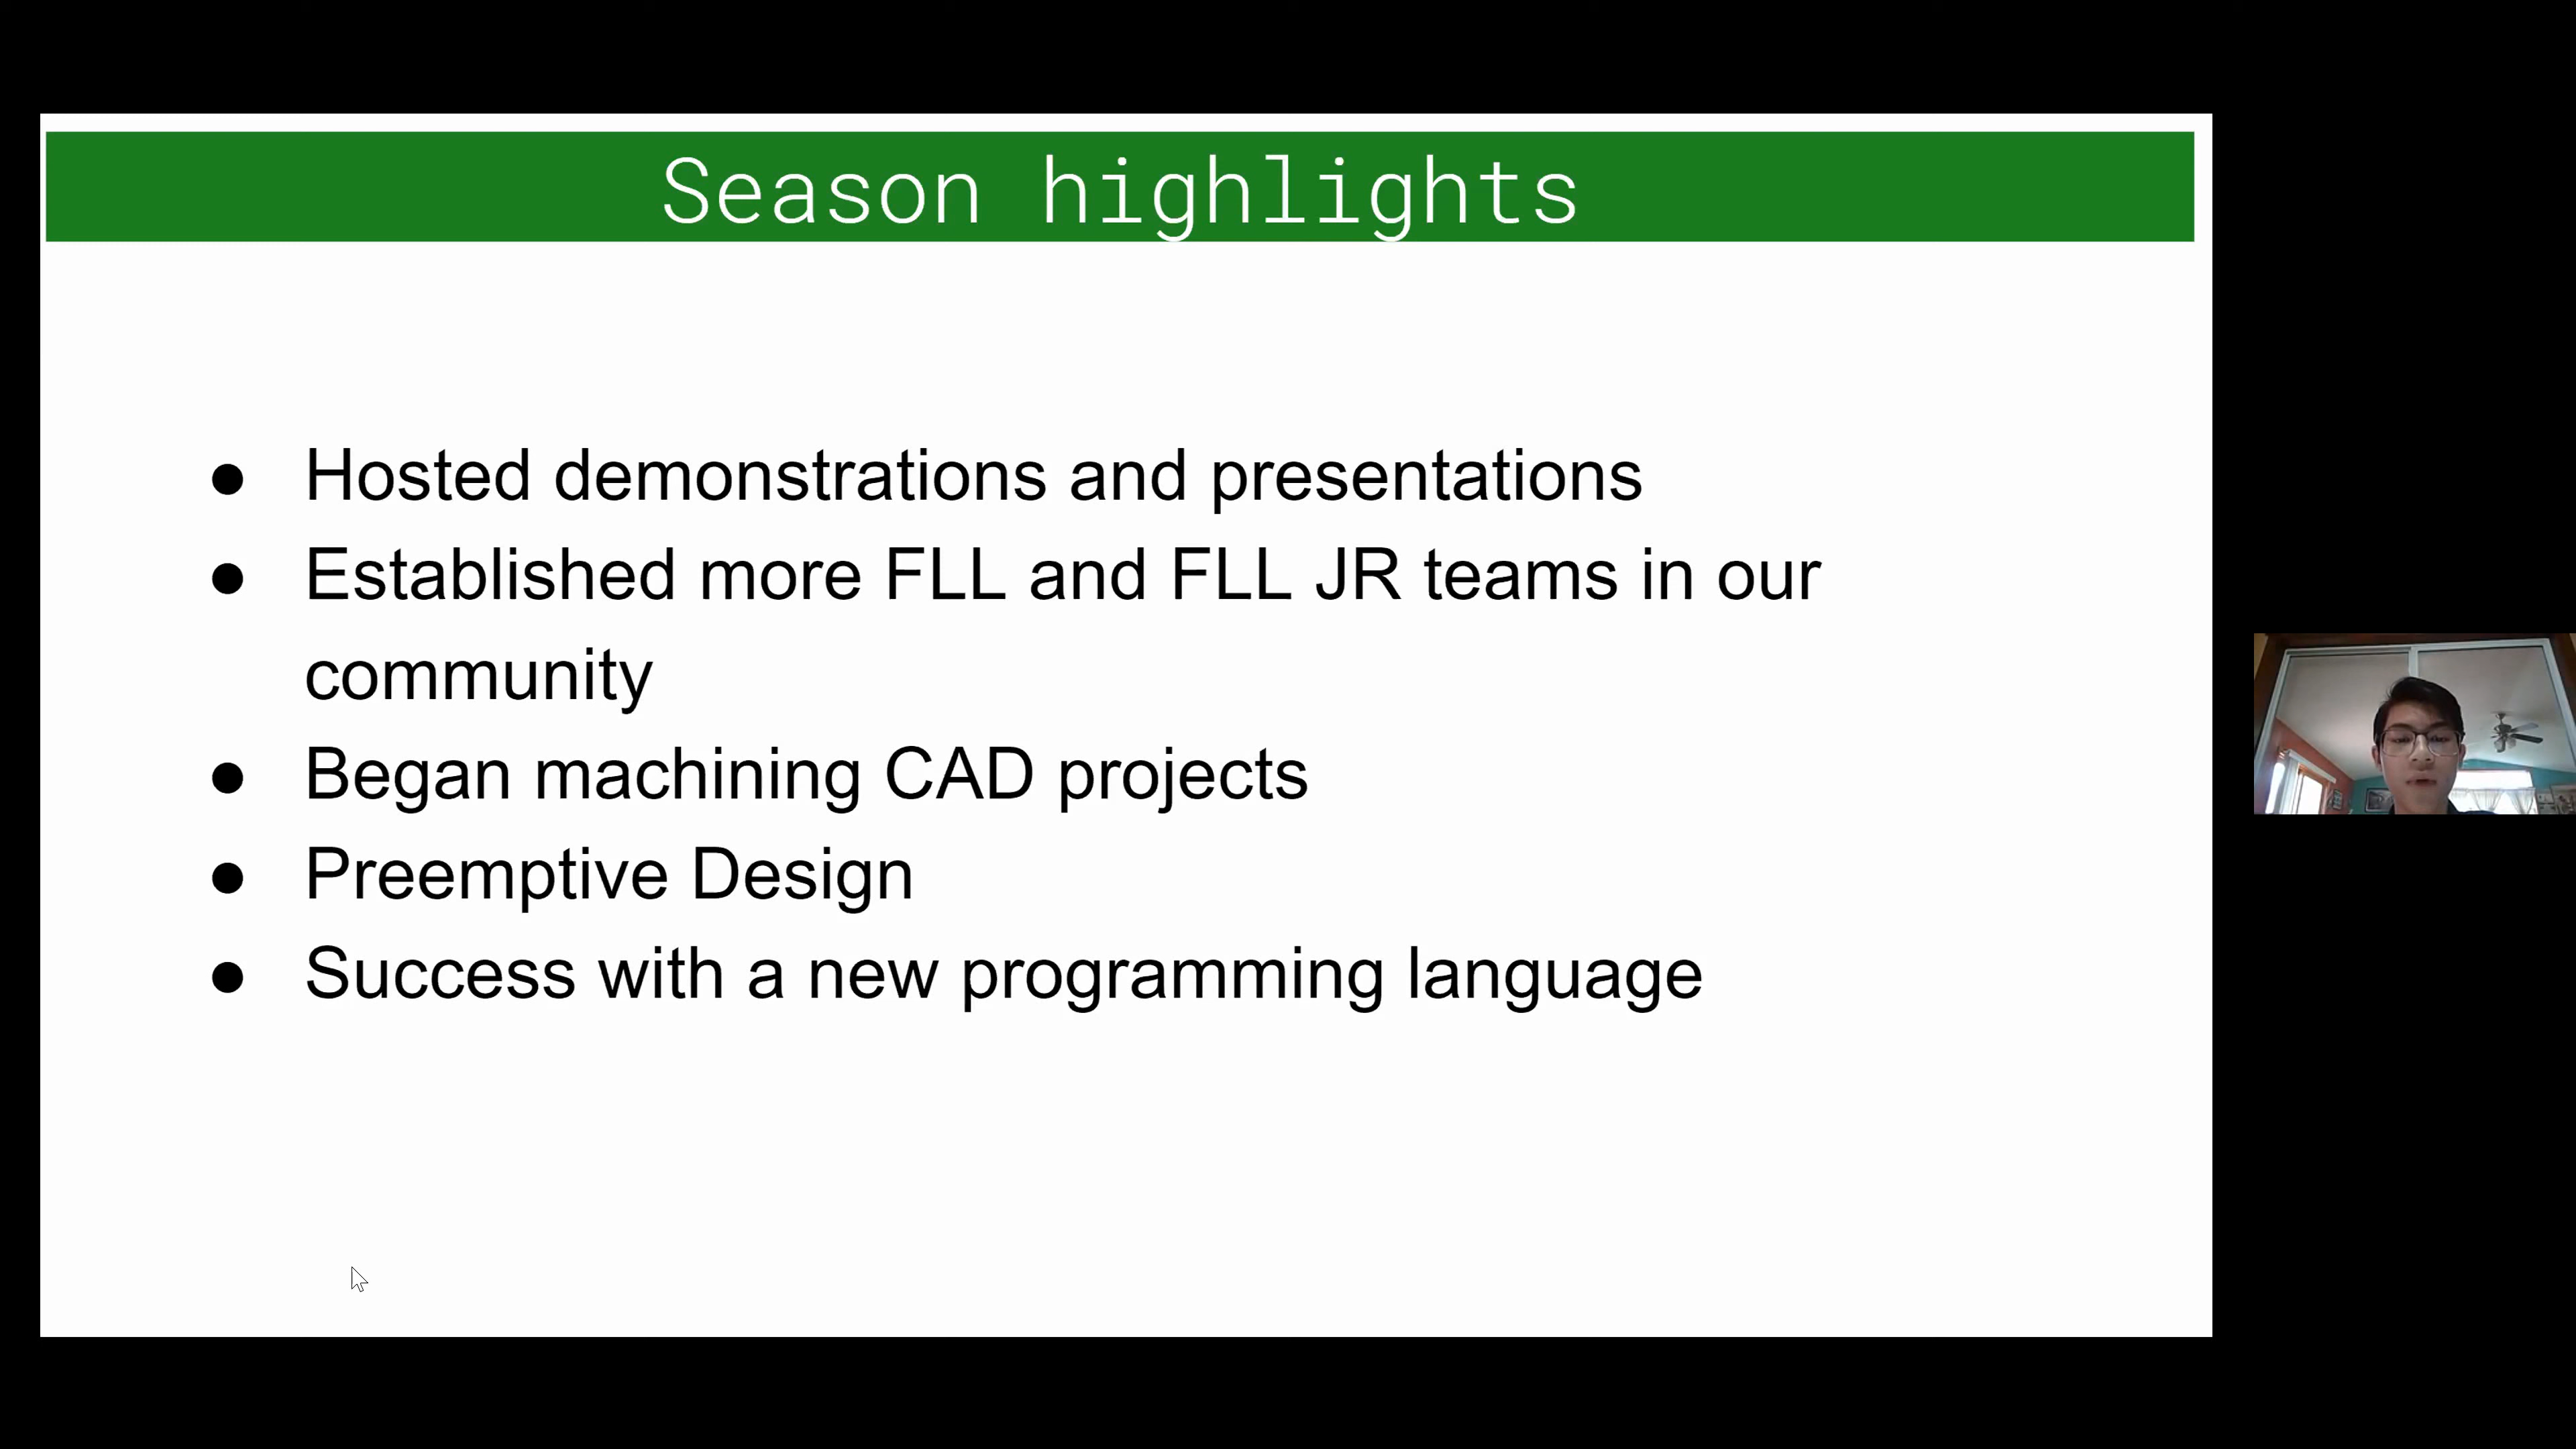 Season highlights
● Hosted demonstrations and presentations
● Established more FLL and FLL JR teams in our
community
● Began machining CAD projects
● Preemptive Design
● Success with a new programming language